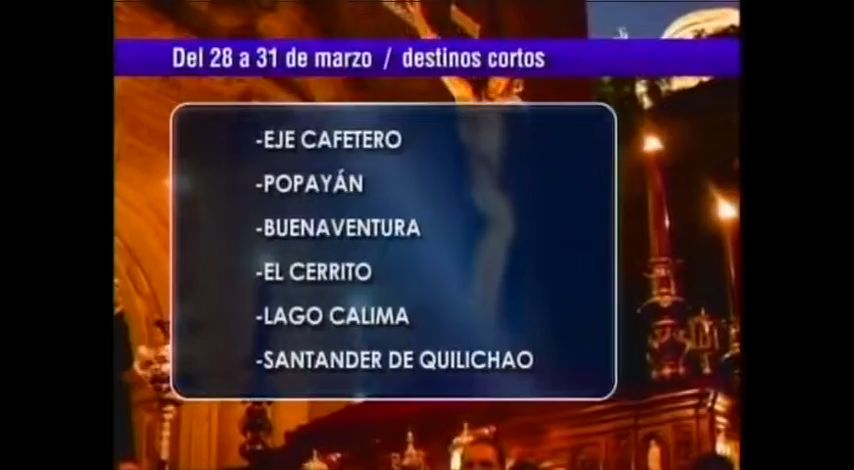 Del 28 a 31 de marzo / destinos cortos
-EJE CAFETERO
-POPAYÁN
-BUENAVENTURA
-EL CERRITO
-LAGO CALIMA
-SANTANDER DE QUILICHAO